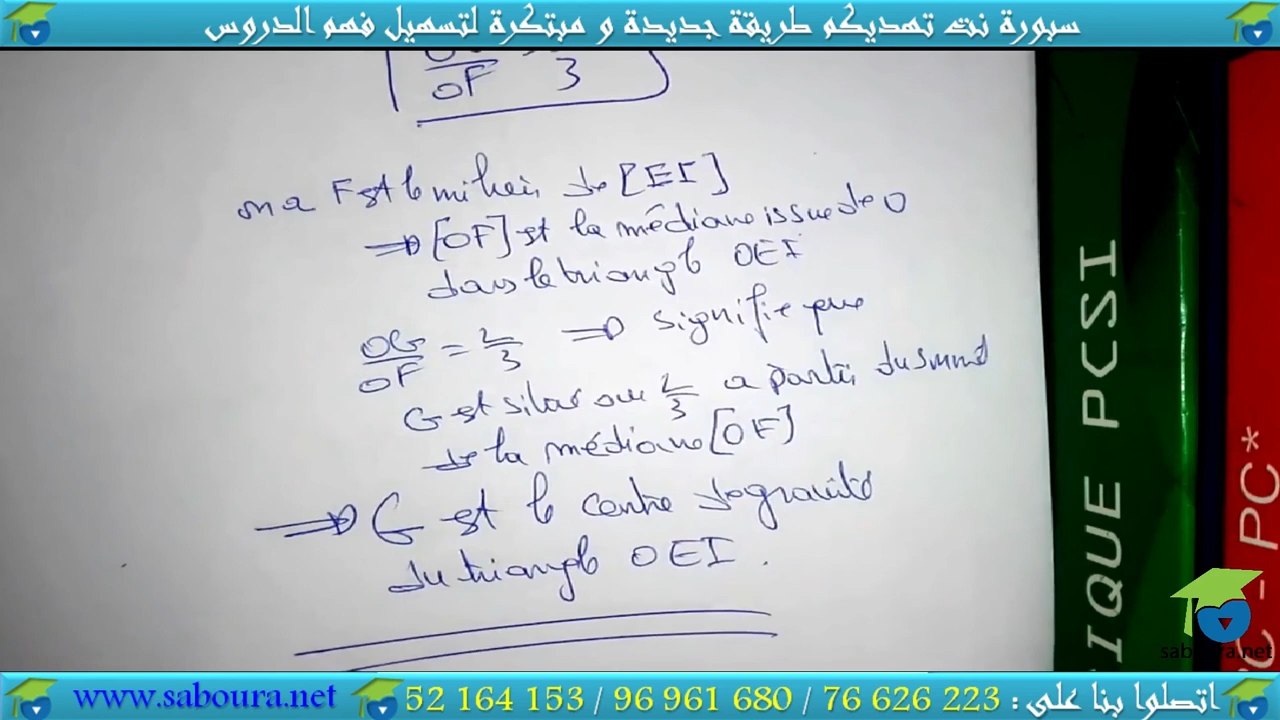 سبورة نت تهديكم طريقة جديدة و مبتكرة لتسهيل فهم الدروس
OF 3
on a F est le milieu de [EI]
⇒ [OF] est la médiane issue de O
dans le triangle OEI
OG/OF = 2/3 ⇒ signifie que
G est situé au 2/3 a partir du sommet
de la médiane [OF]
⇒ G est le centre de gravité
du triangle OEI.
IQUE PCSI
C - PC*
saboura.net
www.saboura.net
52 164 153 / 96 961 680 / 76 626 223 : اتصلوا بنا على